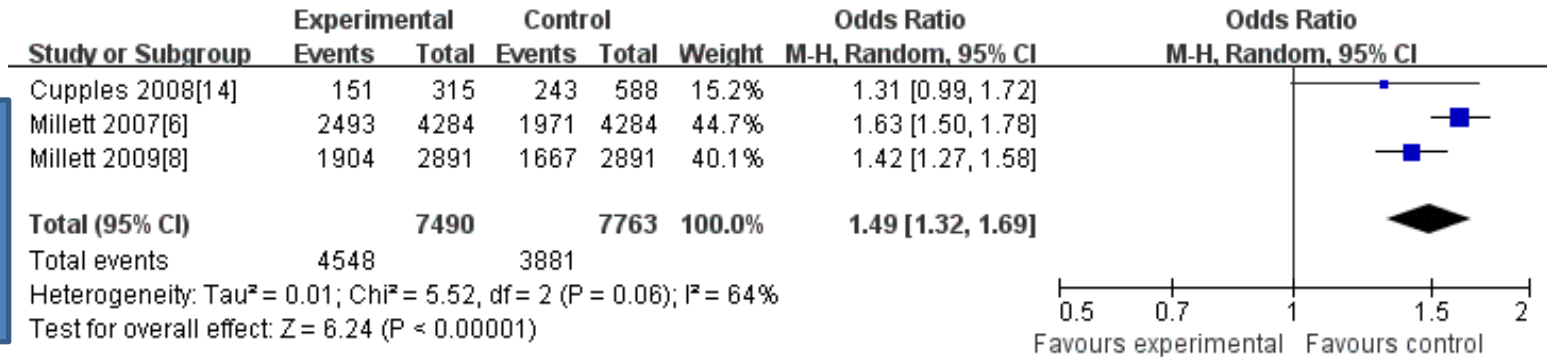 Experimental Control Odds Ratio Odds Ratio
Study or Subgroup Events Total Events Total Weight M-H, Random, 95% CI M-H, Random, 95% CI
Cupples 2008[14] 151 315 243 588 15.2% 1.31 [0.99, 1.72]
Millett 2007[6] 2493 4284 1971 4284 44.7% 1.63 [1.50, 1.78]
Millett 2009[8] 1904 2891 1667 2891 40.1% 1.42 [1.27, 1.58]
Total (95% CI) 7490 7763 100.0% 1.49 [1.32, 1.69]
Total events 4548 3881
Heterogeneity: Tau² = 0.01; Chi² = 5.52, df = 2 (P = 0.06); I² = 64%
Test for overall effect: Z = 6.24 (P < 0.00001)
0.5 0.7 1 1.5 2
Favours experimental Favours control